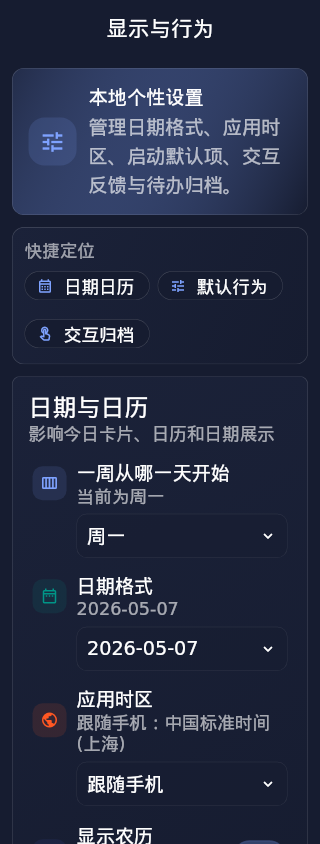 显示与行为
本地个性设置
管理日期格式、应用时
区、启动默认项、交互
反馈与待办归档。
快捷定位
日期日历
默认行为
交互归档
日期与日历
影响今日卡片、日历和日期展示
一周从哪一天开始
当前为周一
周一
日期格式
2026-05-07
2026-05-07
应用时区
跟随手机：中国标准时间
(上海)
跟随手机
显示农历